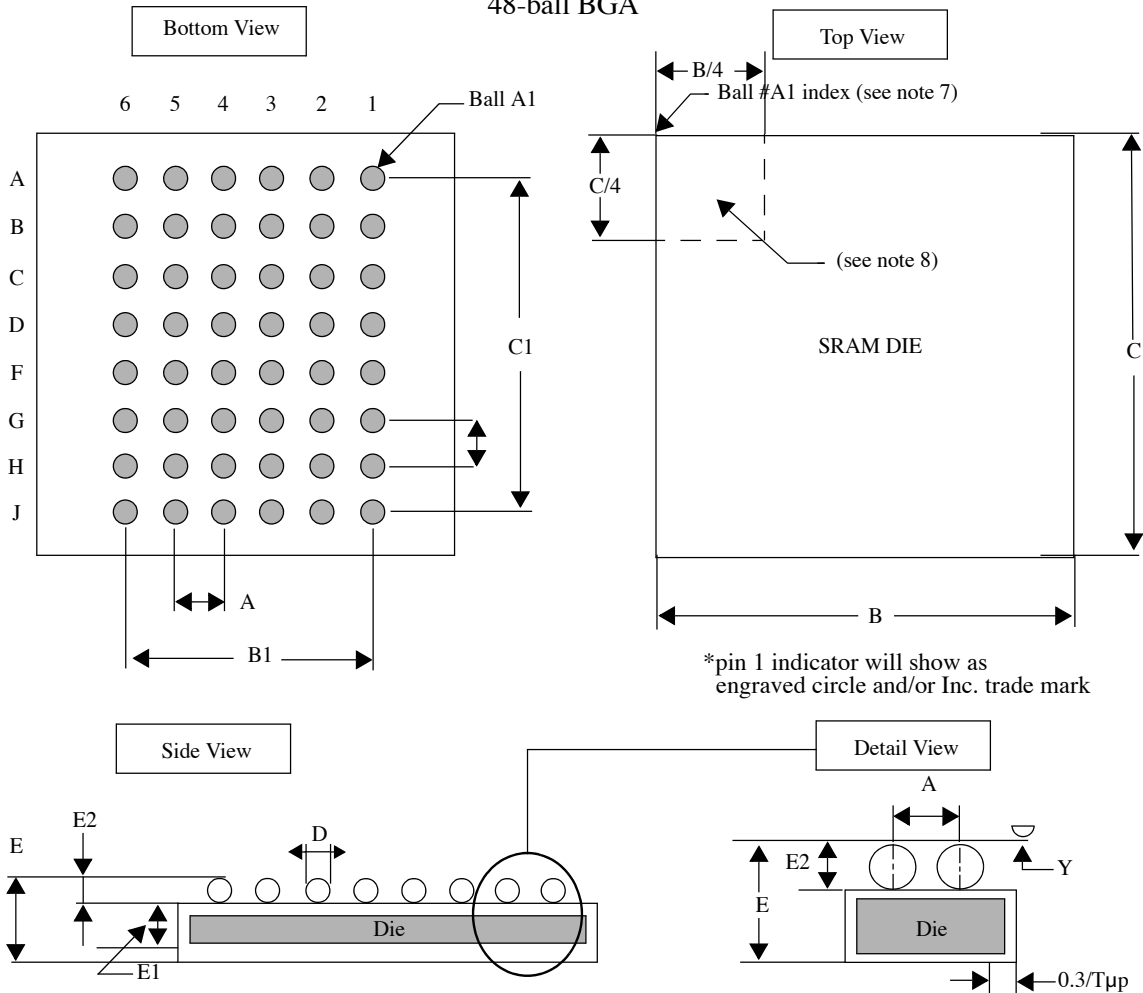 48-ball BGA
Bottom View
Top View
6 5 4 3 2 1
Ball A1
B/4
Ball #A1 index (see note 7)
A
B
C
D
F
G
H
J
C1
C/4
(see note 8)
SRAM DIE
C
A
B1
B
*pin 1 indicator will show as
engraved circle and/or Inc. trade mark
Side View
Detail View
E
E2
D
Die
E1
A
E2
E
Y
Die
0.3/Tμp